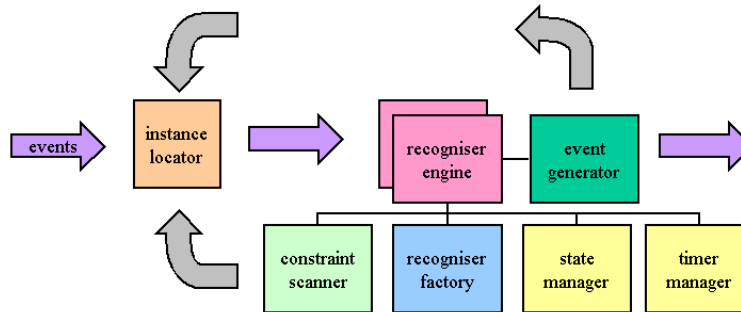 events
instance
locator
recogniser
engine
event
generator
constraint
scanner
recogniser
factory
state
manager
timer
manager